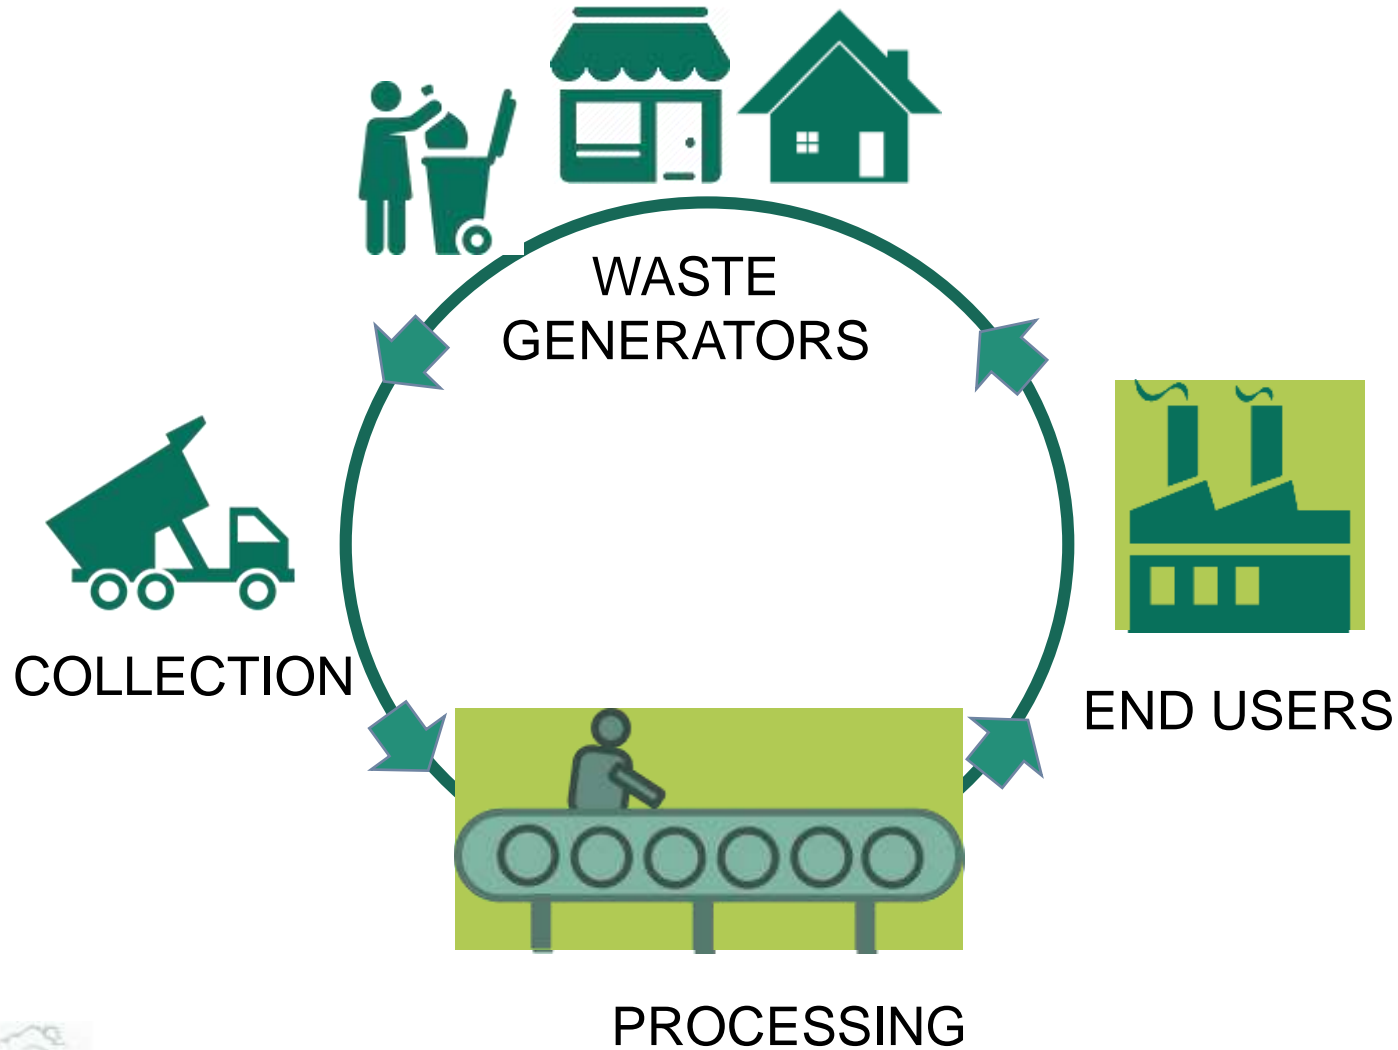 WASTE
GENERATORS
COLLECTION
END USERS
PROCESSING